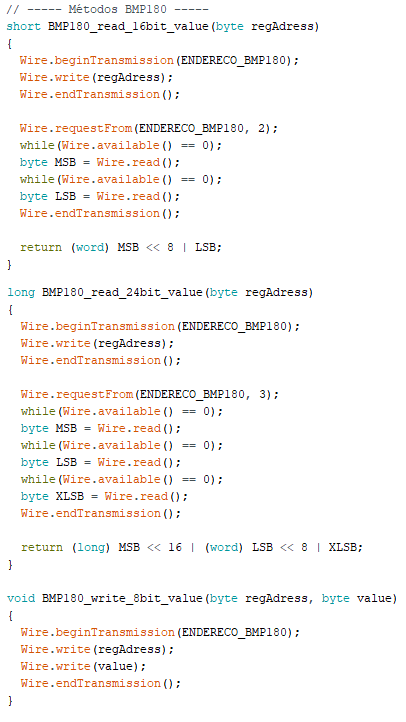 // ----- Métodos BMP180 -----
short BMP180_read_16bit_value(byte regAdress)
{
  Wire.beginTransmission(ENDERECO_BMP180);
  Wire.write(regAdress);
  Wire.endTransmission();

  Wire.requestFrom(ENDERECO_BMP180, 2);
  while(Wire.available() == 0);
  byte MSB = Wire.read();
  while(Wire.available() == 0);
  byte LSB = Wire.read();
  Wire.endTransmission();

  return (word) MSB << 8 | LSB;
}

long BMP180_read_24bit_value(byte regAdress)
{
  Wire.beginTransmission(ENDERECO_BMP180);
  Wire.write(regAdress);
  Wire.endTransmission();

  Wire.requestFrom(ENDERECO_BMP180, 3);
  while(Wire.available() == 0);
  byte MSB = Wire.read();
  while(Wire.available() == 0);
  byte LSB = Wire.read();
  while(Wire.available() == 0);
  byte XLSB = Wire.read();
  Wire.endTransmission();

  return (long) MSB << 16 | (word) LSB << 8 | XLSB;
}

void BMP180_write_8bit_value(byte regAdress, byte value)
{
  Wire.beginTransmission(ENDERECO_BMP180);
  Wire.write(regAdress);
  Wire.write(value);
  Wire.endTransmission();
}